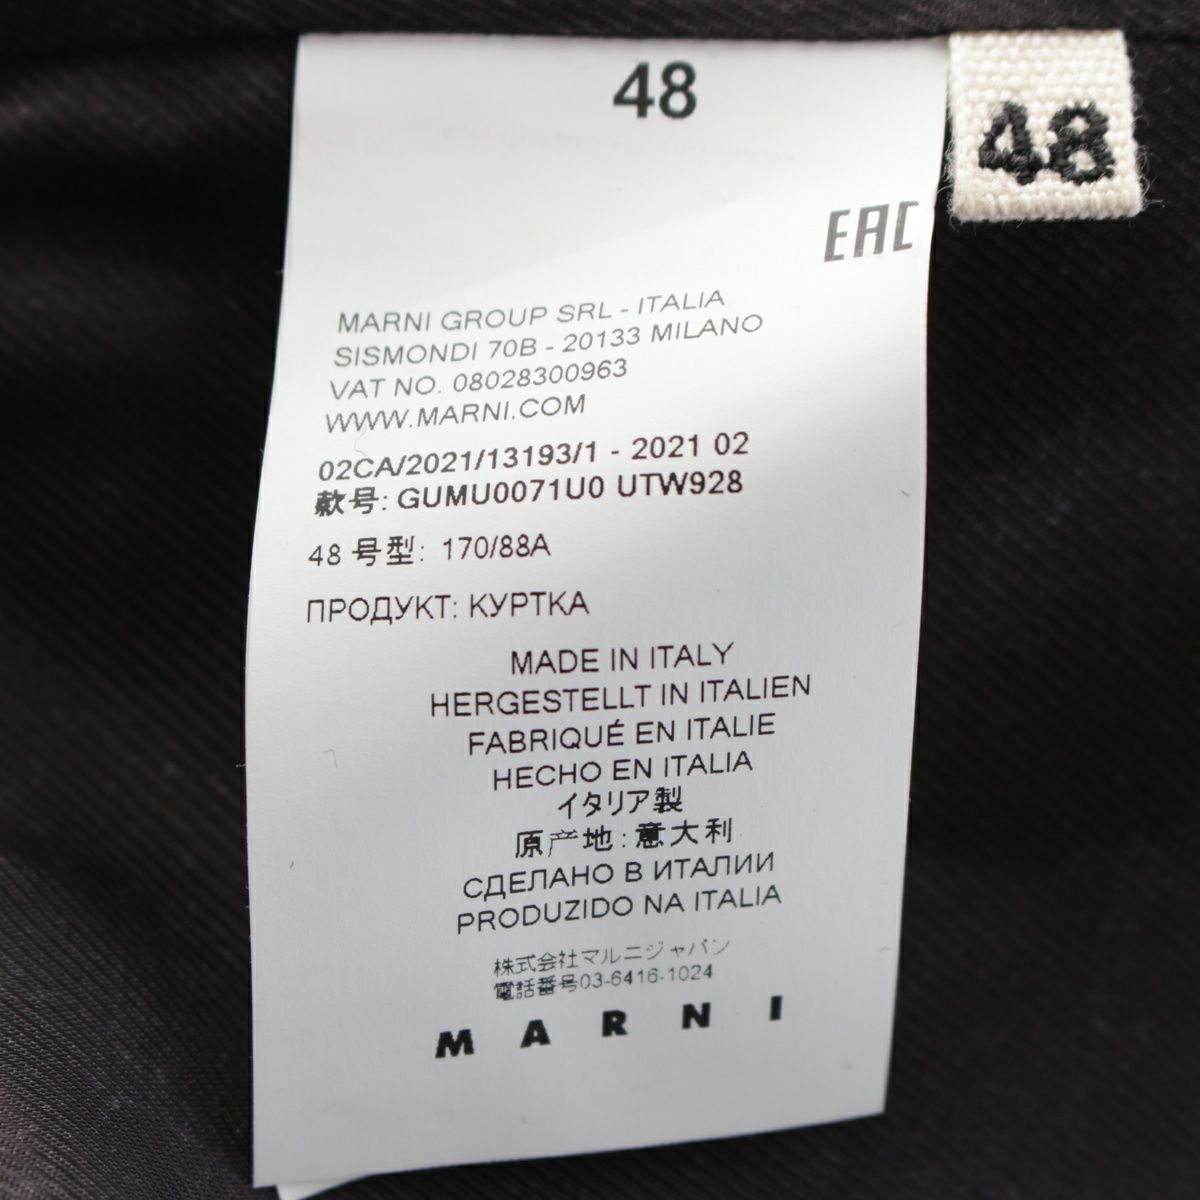 48
48
EAC
MARNI GROUP SRL - ITALIA
SISMONDI 70B - 20133 MILANO
VAT NO. 08028300963
WWW.MARNI.COM
02CA/2021/13193/1 - 2021 02
款号: GUMU0071U0 UTW928
48 号型: 170/88A
ПРОДУКТ: КУРТКА
MADE IN ITALY
HERGESTELLT IN ITALIEN
FABRIQUÉ EN ITALIE
HECHO EN ITALIA
イタリア製
原产地: 意大利
СДЕЛАНО В ИТАЛИИ
PRODUZIDO NA ITALIA
株式会社マルニジャパン
電話番号03-6416-1024
MARNI